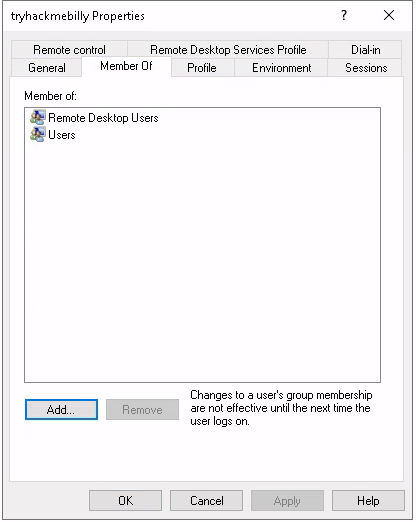 tryhackmebilly Properties
?
Remote control
Remote Desktop Services Profile
Dial-in
General
Member Of
Profile
Environment
Sessions
Member of:
Remote Desktop Users
Users
Add...
Remove
Changes to a user's group membership
are not effective until the next time the
user logs on.
OK
Cancel
Apply
Help